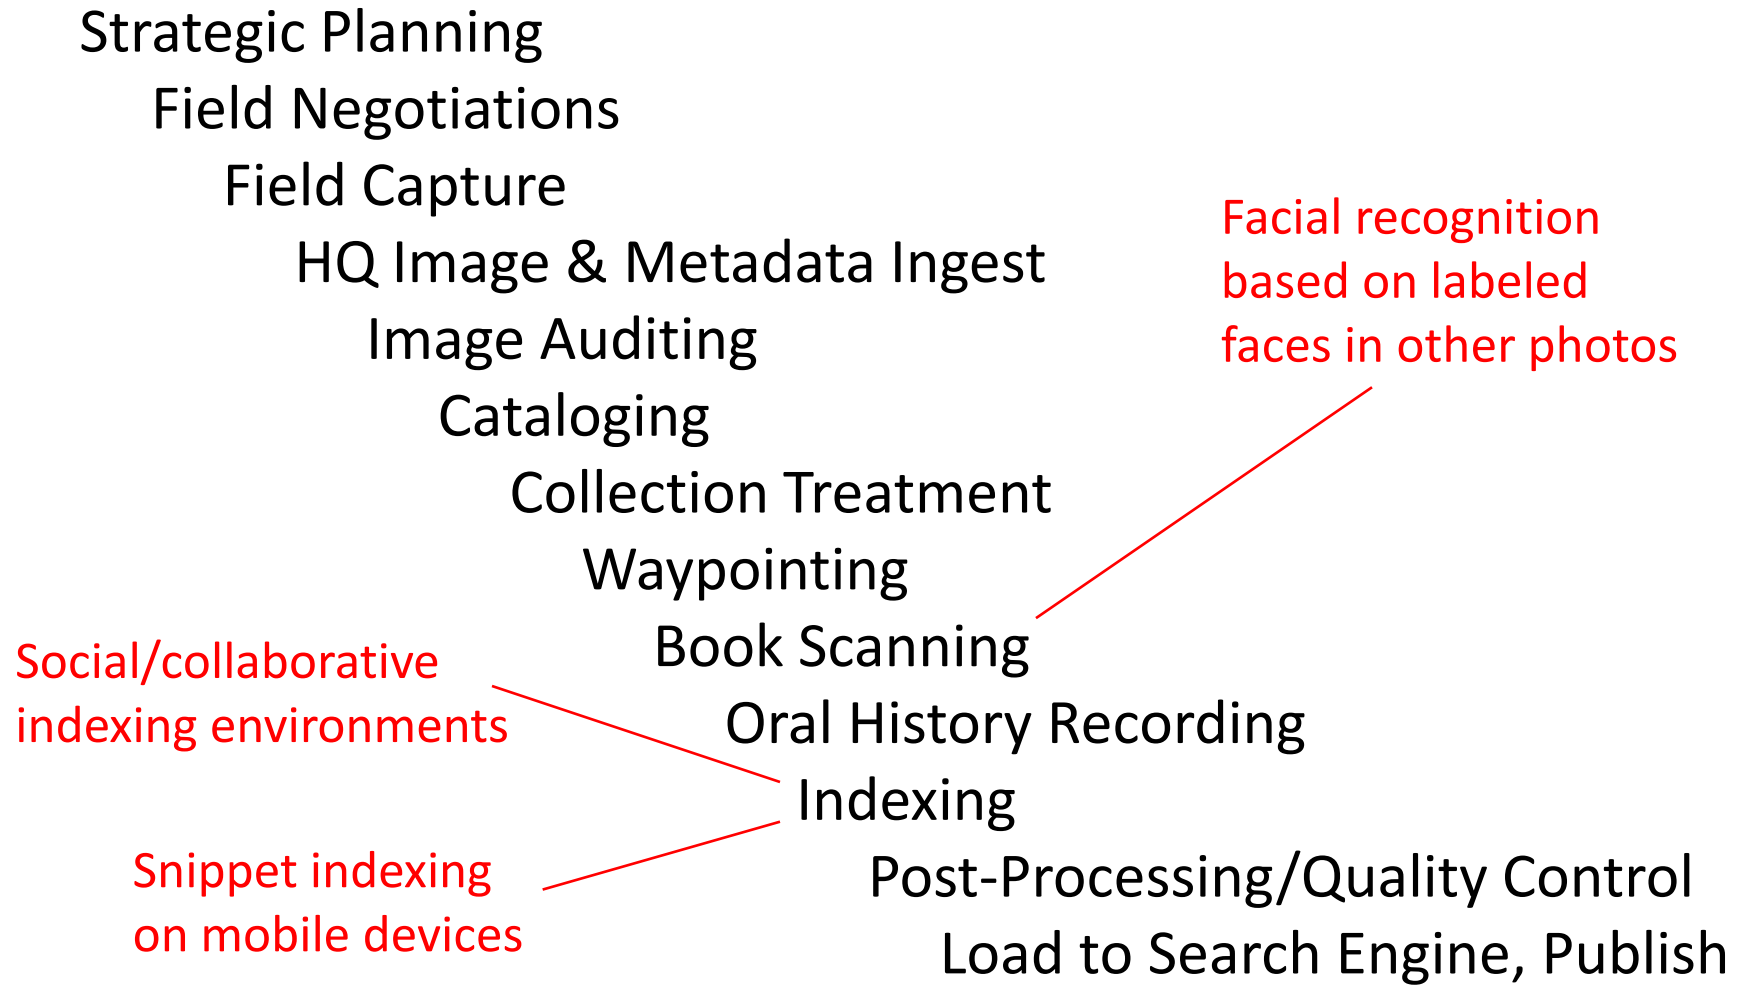 Strategic Planning
Field Negotiations
Field Capture
HQ Image & Metadata Ingest
Image Auditing
Cataloging
Collection Treatment
Waypointing
Book Scanning
Oral History Recording
Indexing
Post-Processing/Quality Control
Load to Search Engine, Publish
Facial recognition
based on labeled
faces in other photos
Social/collaborative
indexing environments
Snippet indexing
on mobile devices